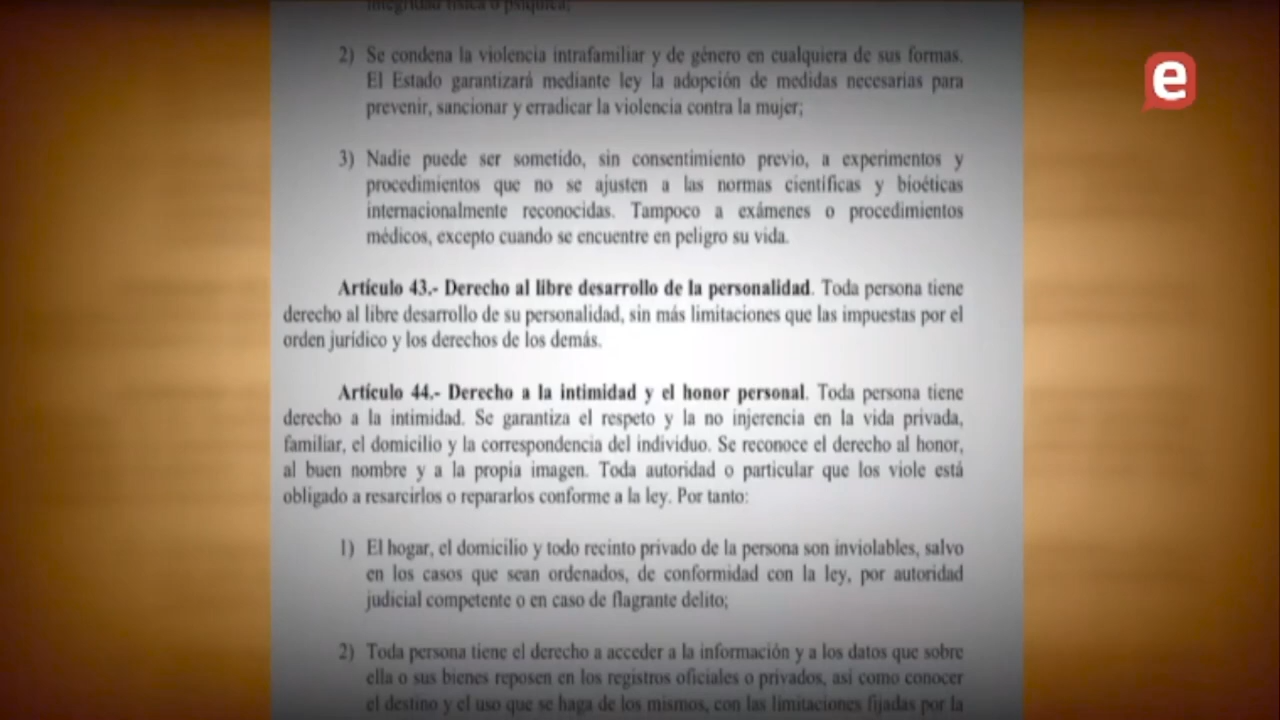 integridad física o psíquica;
2) Se condena la violencia intrafamiliar y de género en cualquiera de sus formas.
El Estado garantizará mediante ley la adopción de medidas necesarias para
prevenir, sancionar y erradicar la violencia contra la mujer;
3) Nadie puede ser sometido, sin consentimiento previo, a experimentos y
procedimientos que no se ajusten a las normas científicas y bioéticas
internacionalmente reconocidas. Tampoco a exámenes o procedimientos
médicos, excepto cuando se encuentre en peligro su vida.
Artículo 43.- Derecho al libre desarrollo de la personalidad. Toda persona tiene
derecho al libre desarrollo de su personalidad, sin más limitaciones que las impuestas por el
orden jurídico y los derechos de los demás.
Artículo 44.- Derecho a la intimidad y el honor personal. Toda persona tiene
derecho a la intimidad. Se garantiza el respeto y la no injerencia en la vida privada,
familiar, el domicilio y la correspondencia del individuo. Se reconoce el derecho al honor,
al buen nombre y a la propia imagen. Toda autoridad o particular que los viole está
obligado a resarcirlos o repararlos conforme a la ley. Por tanto:
1) El hogar, el domicilio y todo recinto privado de la persona son inviolables, salvo
en los casos que sean ordenados, de conformidad con la ley, por autoridad
judicial competente o en caso de flagrante delito;
2) Toda persona tiene el derecho a acceder a la información y a los datos que sobre
ella o sus bienes reposen en los registros oficiales o privados, así como conocer
el destino y el uso que se haga de los mismos, con las limitaciones fijadas por la
e